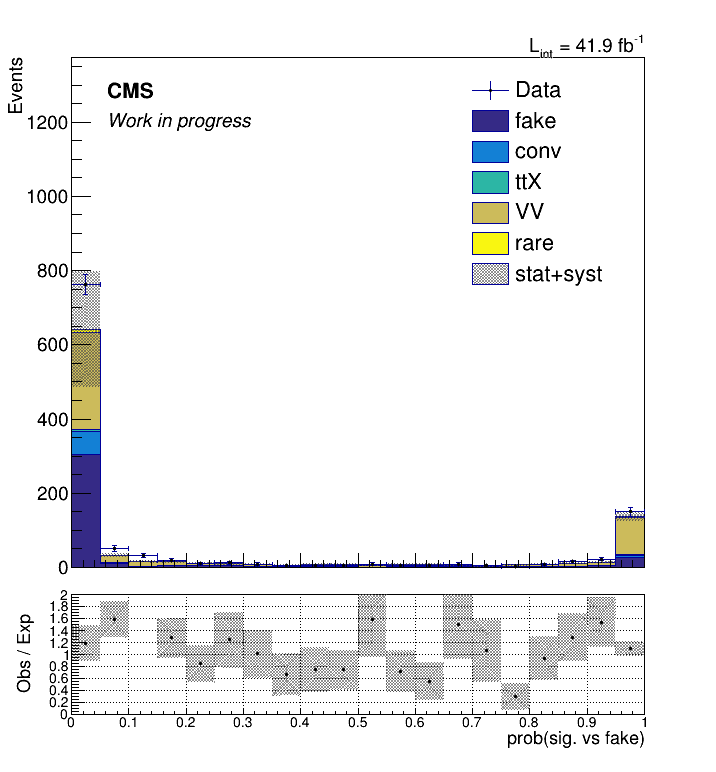 L_int = 41.9 fb^-1
Events
CMS
Work in progress
Data
fake
conv
ttX
VV
rare
stat+syst
1200
1000
800
600
400
200
0
Obs / Exp
2
1.8
1.6
1.4
1.2
1
0.8
0.6
0.4
0.2
0
0 0.1 0.2 0.3 0.4 0.5 0.6 0.7 0.8 0.9 1
prob(sig. vs fake)